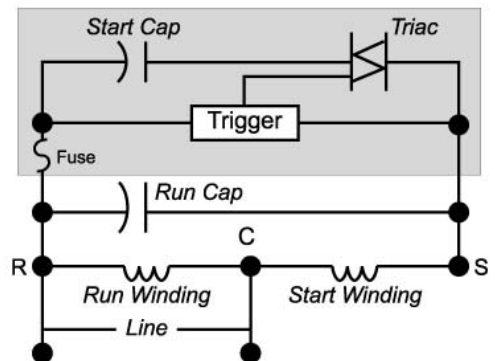 Start Cap
Triac
Trigger
Fuse
Run Cap
C
R
S
Run Winding
Start Winding
Line